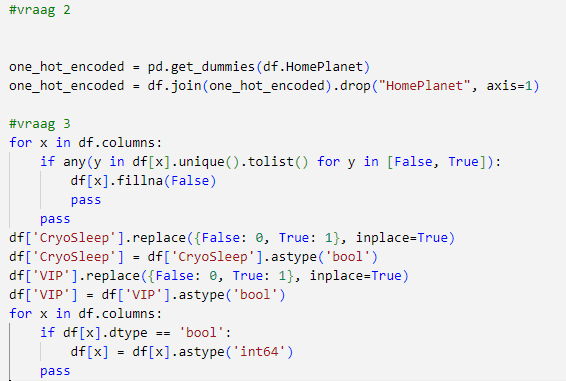 #vraag 2
one_hot_encoded = pd.get_dummies(df.HomePlanet)
one_hot_encoded = df.join(one_hot_encoded).drop("HomePlanet", axis=1)
#vraag 3
for x in df.columns:
    if any(y in df[x].unique().tolist() for y in [False, True]):
        df[x].fillna(False)
        pass
    pass
df['CryoSleep'].replace({False: 0, True: 1}, inplace=True)
df['CryoSleep'] = df['CryoSleep'].astype('bool')
df['VIP'].replace({False: 0, True: 1}, inplace=True)
df['VIP'] = df['VIP'].astype('bool')
for x in df.columns:
    if df[x].dtype == 'bool':
        df[x] = df[x].astype('int64')
    pass